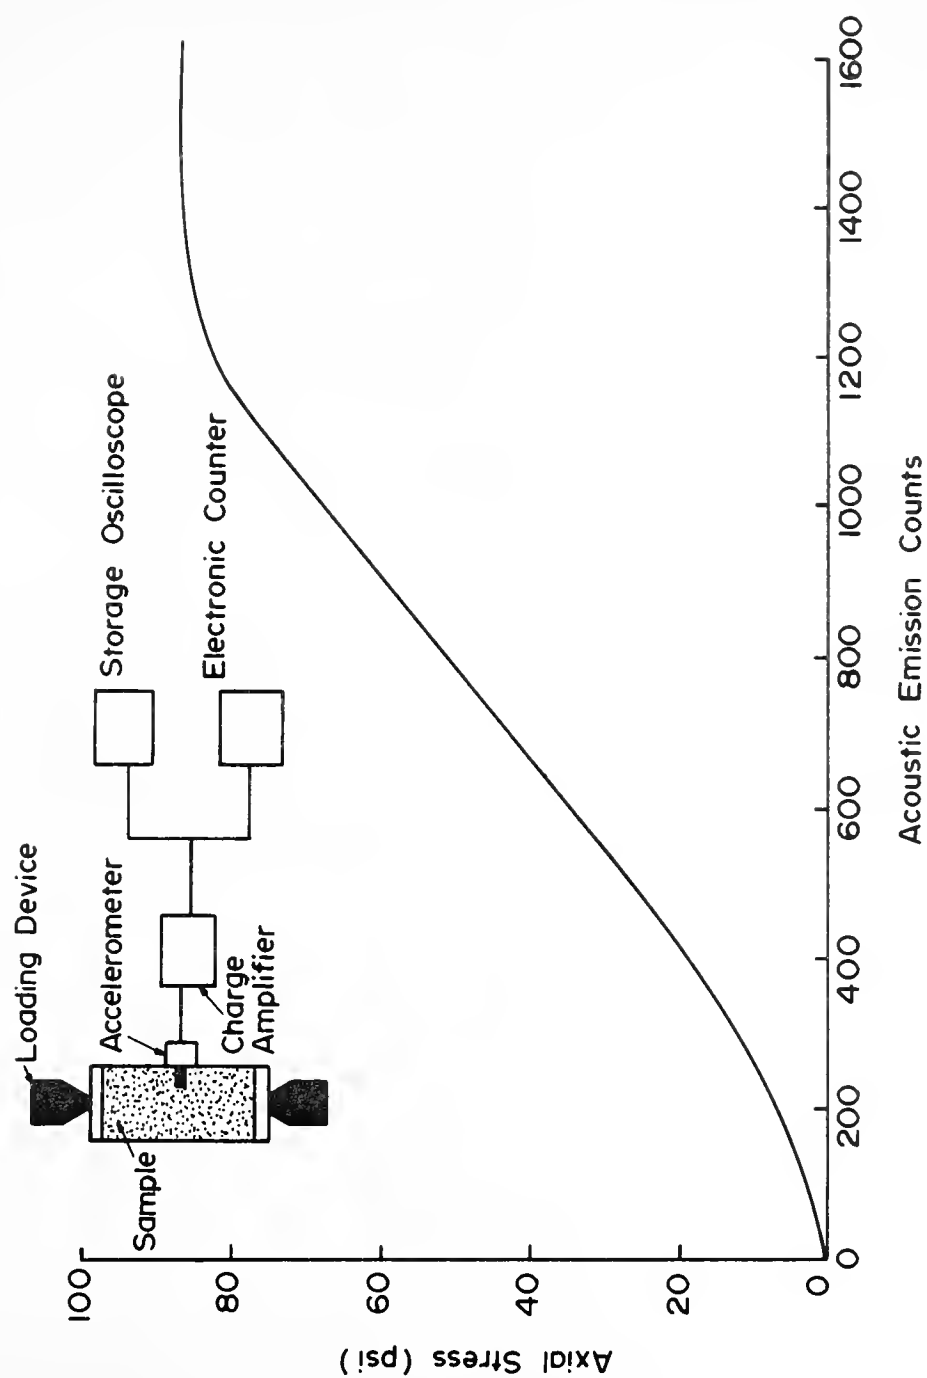 Loading Device
Accelerometer
Storage Oscilloscope
Sample
Charge
Amplifier
Electronic Counter
Axial Stress (psi)
100
80
60
40
20
0
0
200
400
600
800
1000
1200
1400
1600
Acoustic Emission Counts